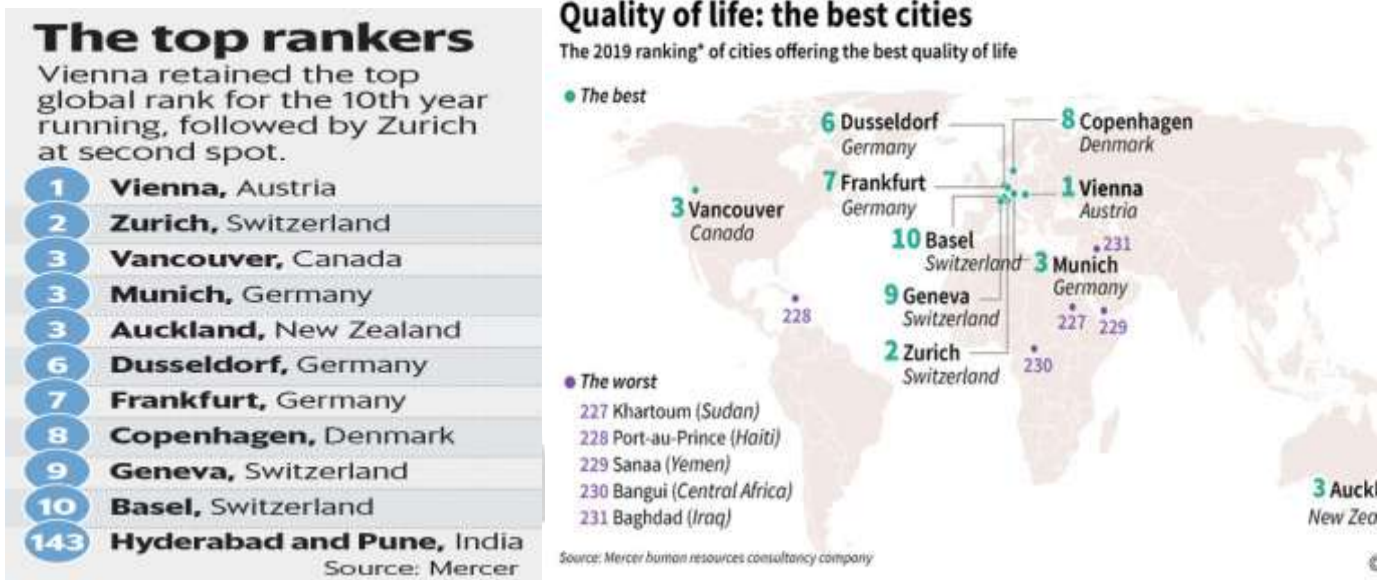 The top rankers
Vienna retained the top
global rank for the 10th year
running, followed by Zurich
at second spot.
1 Vienna, Austria
2 Zurich, Switzerland
3 Vancouver, Canada
3 Munich, Germany
3 Auckland, New Zealand
6 Dusseldorf, Germany
7 Frankfurt, Germany
8 Copenhagen, Denmark
9 Geneva, Switzerland
10 Basel, Switzerland
143 Hyderabad and Pune, India
Source: Mercer
Quality of life: the best cities
The 2019 ranking* of cities offering the best quality of life
The best
6 Dusseldorf
Germany
8 Copenhagen
Denmark
7 Frankfurt
Germany
1 Vienna
Austria
3 Vancouver
Canada
10 Basel
Switzerland
231
3 Munich
Germany
9 Geneva
Switzerland
228
227
229
2 Zurich
Switzerland
230
The worst
227 Khartoum (Sudan)
228 Port-au-Prince (Haiti)
229 Sanaa (Yemen)
230 Bangui (Central Africa)
231 Baghdad (Iraq)
3 Auckl
New Zea
Source: Mercer human resources consultancy company